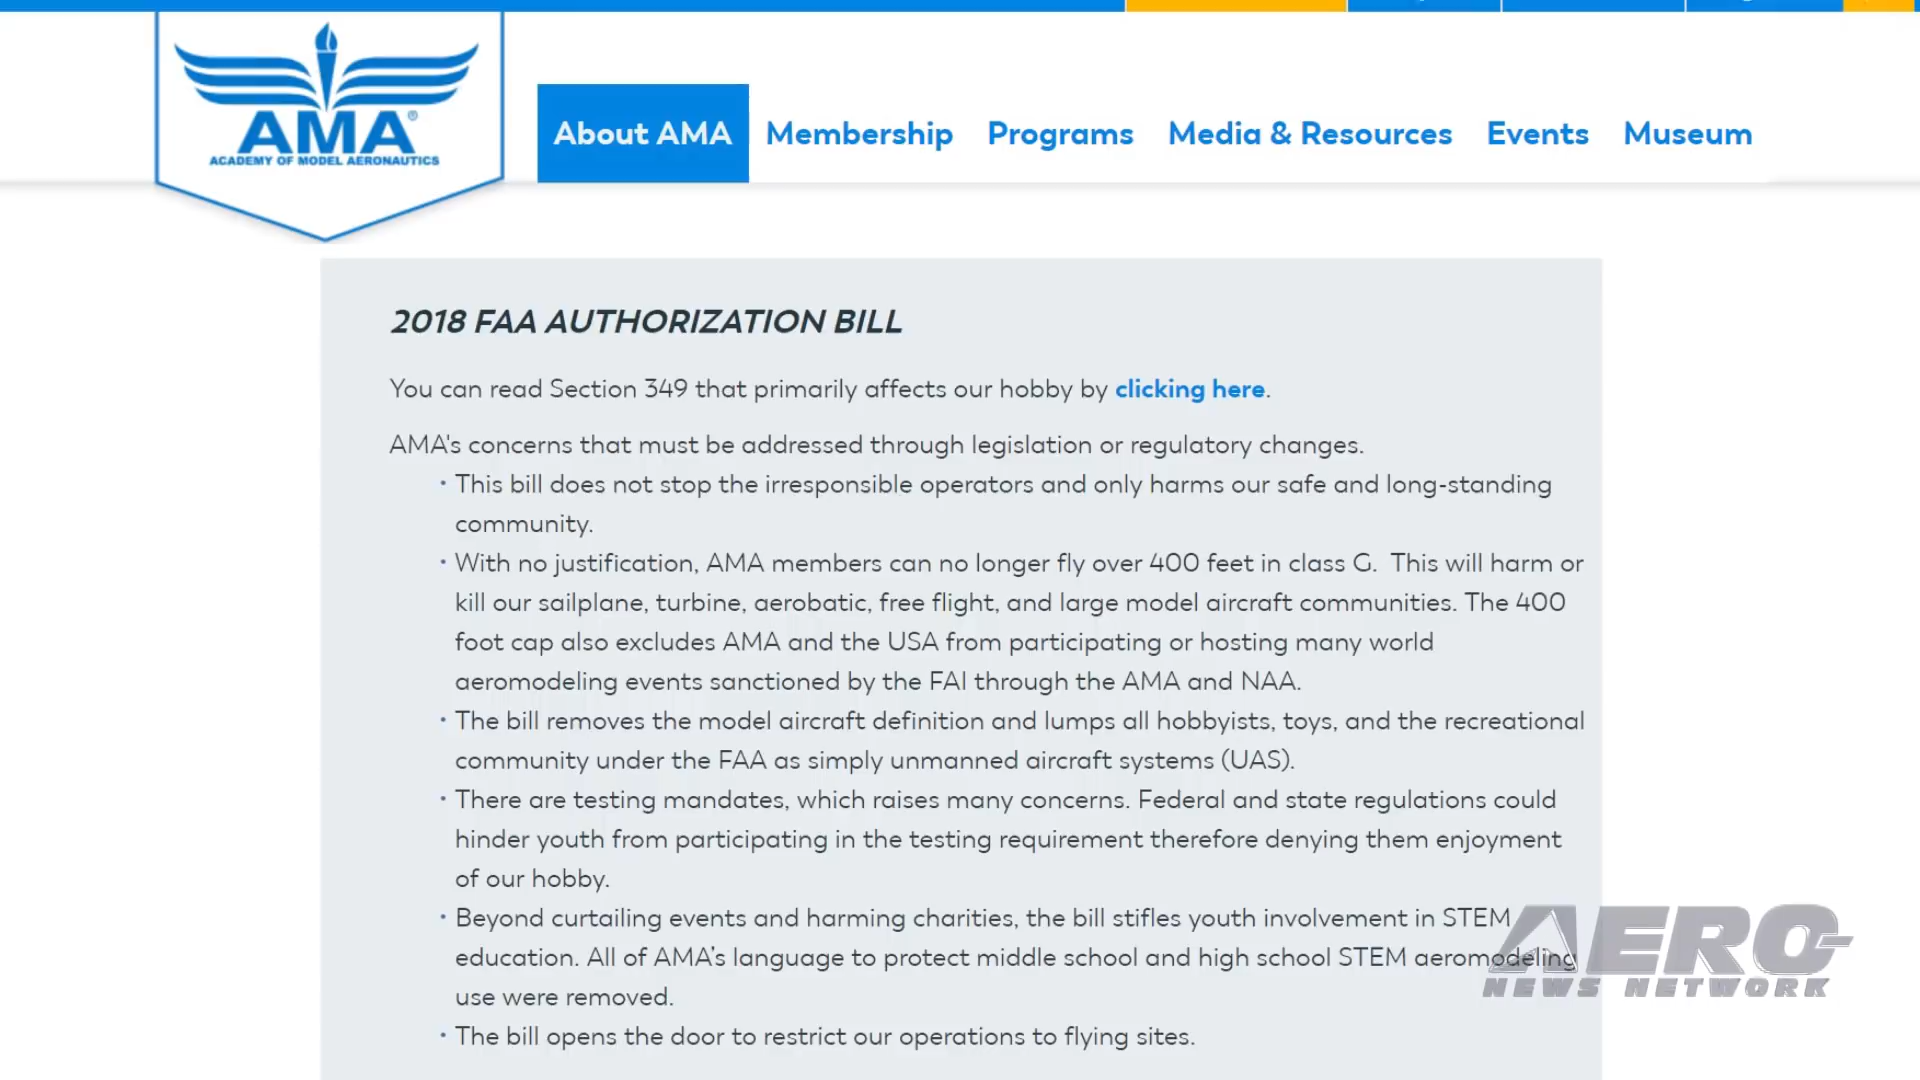 AMA®
ACADEMY OF MODEL AERONAUTICS
About AMA
Membership
Programs
Media & Resources
Events
Museum
2018 FAA AUTHORIZATION BILL
You can read Section 349 that primarily affects our hobby by clicking here.
AMA's concerns that must be addressed through legislation or regulatory changes.
• This bill does not stop the irresponsible operators and only harms our safe and long-standing
community.
• With no justification, AMA members can no longer fly over 400 feet in class G. This will harm or
kill our sailplane, turbine, aerobatic, free flight, and large model aircraft communities. The 400
foot cap also excludes AMA and the USA from participating or hosting many world
aeromodeling events sanctioned by the FAI through the AMA and NAA.
• The bill removes the model aircraft definition and lumps all hobbyists, toys, and the recreational
community under the FAA as simply unmanned aircraft systems (UAS).
• There are testing mandates, which raises many concerns. Federal and state regulations could
hinder youth from participating in the testing requirement therefore denying them enjoyment
of our hobby.
• Beyond curtailing events and harming charities, the bill stifles youth involvement in STEM
education. All of AMA’s language to protect middle school and high school STEM aeromodeling
use were removed.
• The bill opens the door to restrict our operations to flying sites.
AERO-
NEWS NETWORK